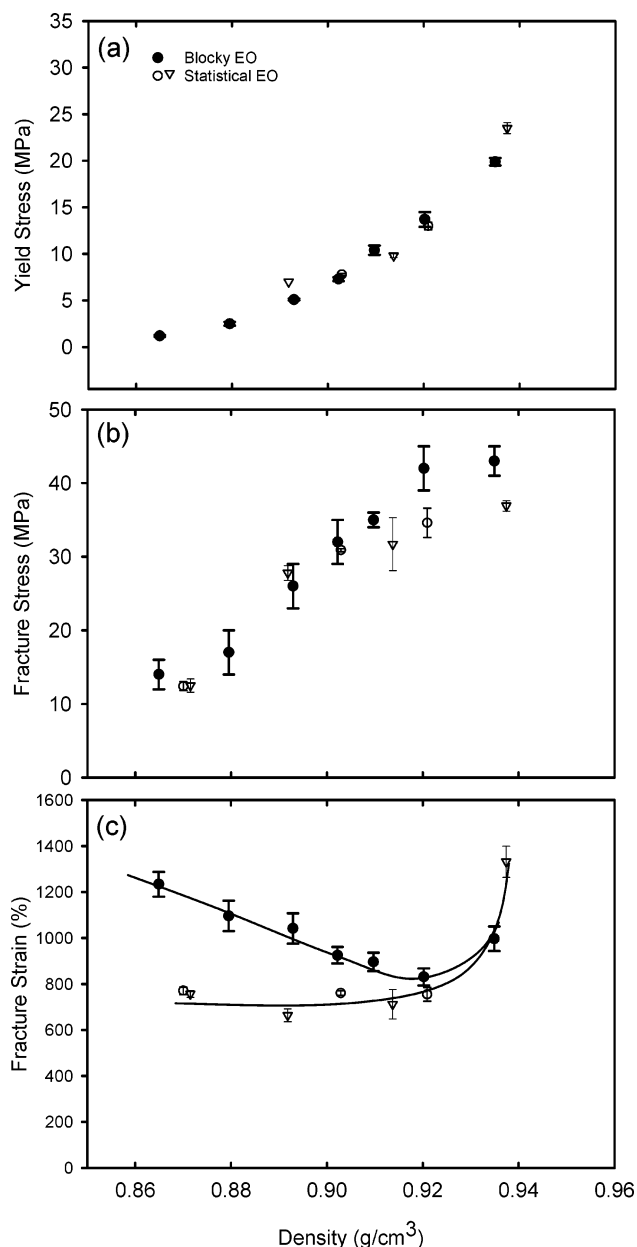 (a)
Blocky EO
Statistical EO
35
30
25
20
15
10
5
0
Yield Stress (MPa)
(b)
50
40
30
20
10
0
Fracture Stress (MPa)
(c)
1600
1400
1200
1000
800
600
400
200
0
Fracture Strain (%)
0.86 0.88 0.90 0.92 0.94 0.96
Density (g/cm³)